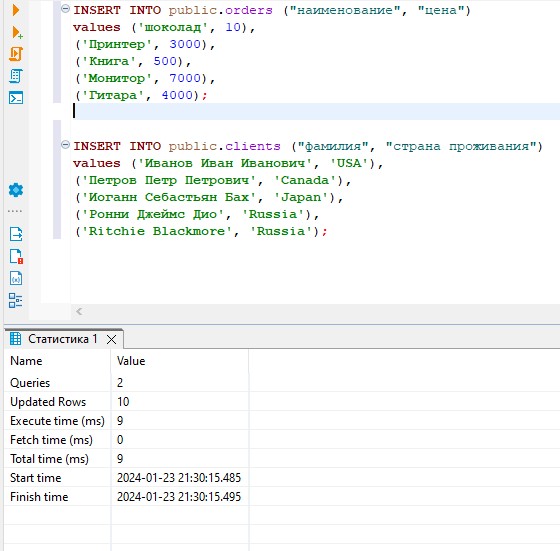 INSERT INTO public.orders ("наименование", "цена")
values ('шоколад', 10),
('Принтер', 3000),
('Книга', 500),
('Монитор', 7000),
('Гитара', 4000);
INSERT INTO public.clients ("фамилия", "страна проживания")
values ('Иванов Иван Иванович', 'USA'),
('Петров Петр Петрович', 'Canada'),
('Иоганн Себастьян Бах', 'Japan'),
('Ронни Джеймс Дио', 'Russia'),
('Ritchie Blackmore', 'Russia');
Статистика 1
Name Value
Queries 2
Updated Rows 10
Execute time (ms) 9
Fetch time (ms) 0
Total time (ms) 9
Start time 2024-01-23 21:30:15.485
Finish time 2024-01-23 21:30:15.495